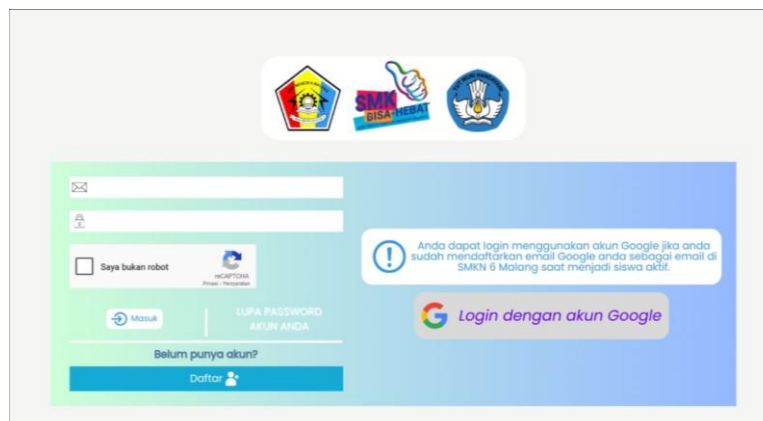 SMK
BISA-HEBAT
Saya bukan robot
reCAPTCHA
Privasi - Persyaratan
Masuk
LUPA PASSWORD
AKUN ANDA
Belum punya akun?
Daftar
Anda dapat login menggunakan akun Google jika anda
sudah mendaftarkan email Google anda sebagai email di
SMKN 6 Malang saat menjadi siswa aktif.
Login dengan akun Google